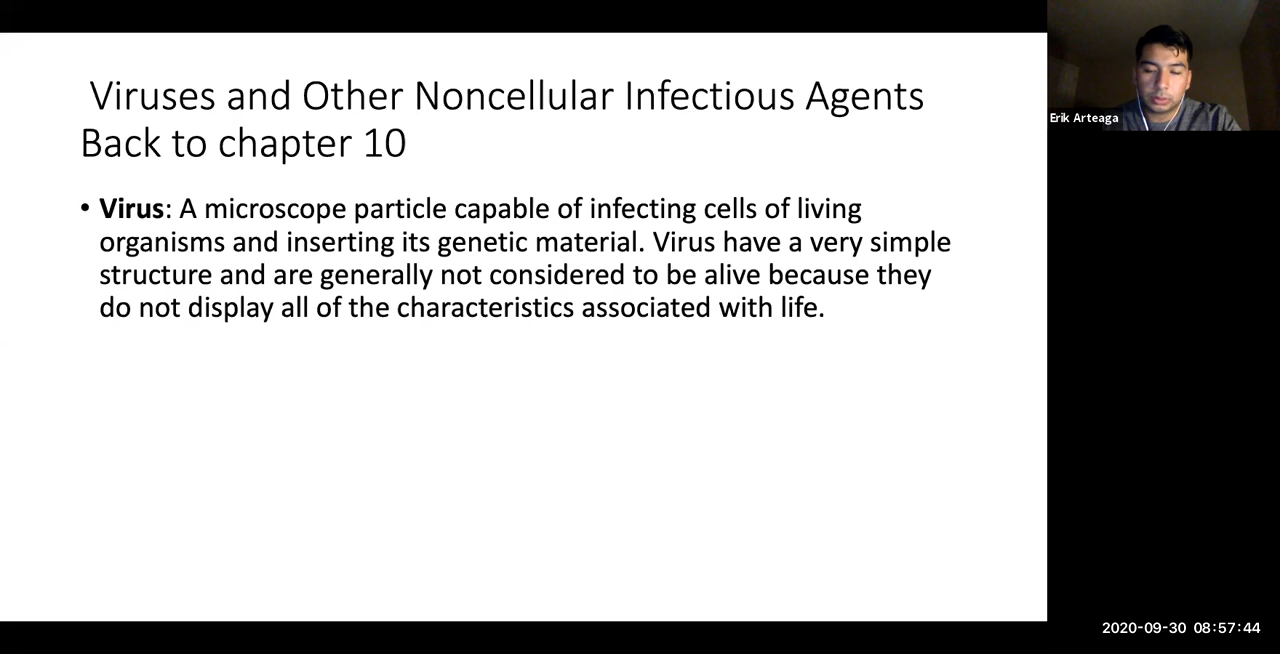 Viruses and Other Noncellular Infectious Agents
Back to chapter 10
• Virus: A microscope particle capable of infecting cells of living
organisms and inserting its genetic material. Virus have a very simple
structure and are generally not considered to be alive because they
do not display all of the characteristics associated with life.
Erik Arteaga
2020-09-30 08:57:44